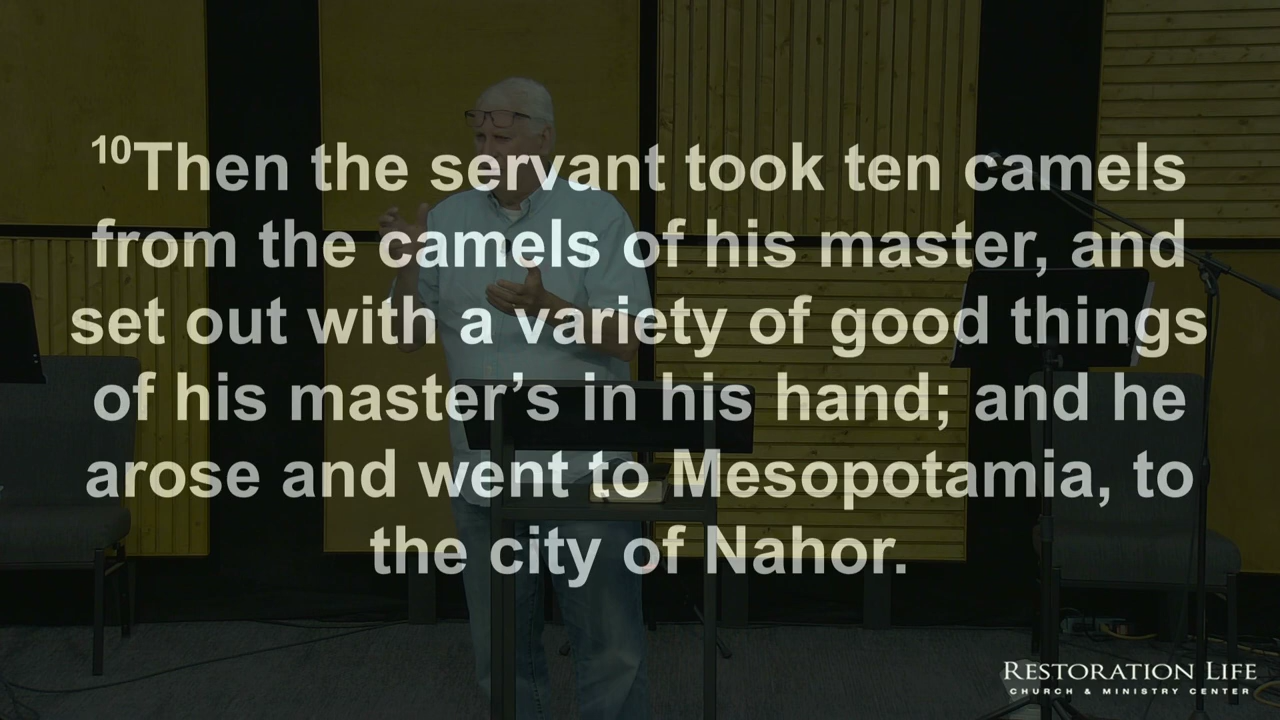 ¹⁰Then the servant took ten camels
from the camels of his master, and
set out with a variety of good things
of his master’s in his hand; and he
arose and went to Mesopotamia, to
the city of Nahor.
RESTORATION LIFE
CHURCH & MINISTRY CENTER